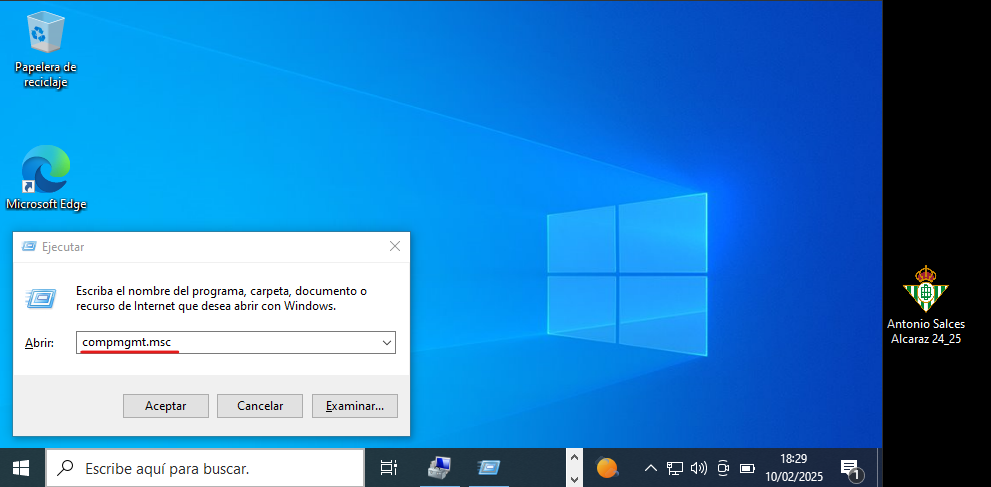 Papelera de
reciclaje
Microsoft Edge
Ejecutar
Escriba el nombre del programa, carpeta, documento o
recurso de Internet que desea abrir con Windows.
Abrir:
compmgmt.msc
Aceptar
Cancelar
Examinar...
Antonio Salces
Alcaraz 24_25
Escribe aquí para buscar.
18:29
10/02/2025
1